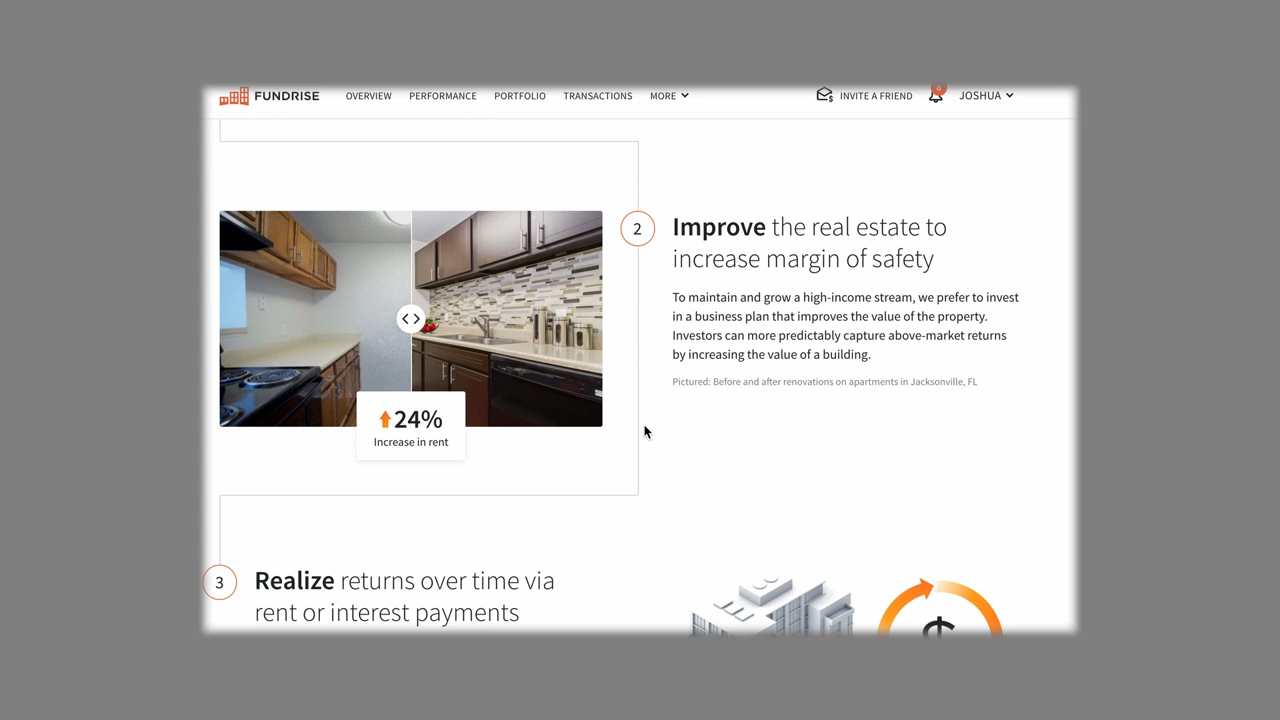 FUNDRISE OVERVIEW PERFORMANCE PORTFOLIO TRANSACTIONS MORE INVITE A FRIEND JOSHUA
2
Improve the real estate to
increase margin of safety
To maintain and grow a high-income stream, we prefer to invest
in a business plan that improves the value of the property.
Investors can more predictably capture above-market returns
by increasing the value of a building.
Pictured: Before and after renovations on apartments in Jacksonville, FL
24%
Increase in rent
3
Realize returns over time via
rent or interest payments